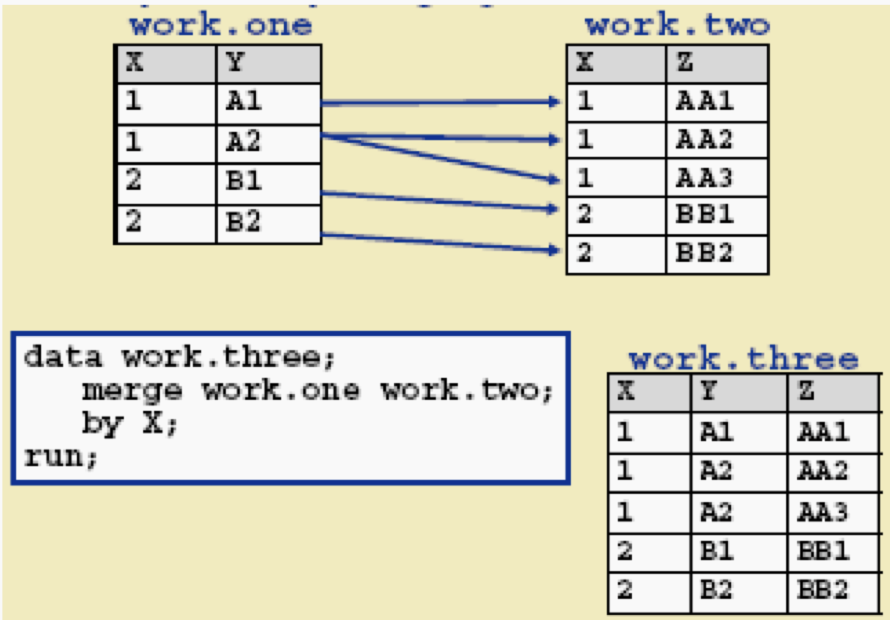 work.one work.two
X Y X Z
1 A1 1 AA1
1 A2 1 AA2
2 B1 1 AA3
2 B2 2 BB1
2 BB2
data work.three;
merge work.one work.two;
by X;
run;
work.three
X Y Z
1 A1 AA1
1 A2 AA2
1 A2 AA3
2 B1 BB1
2 B2 BB2